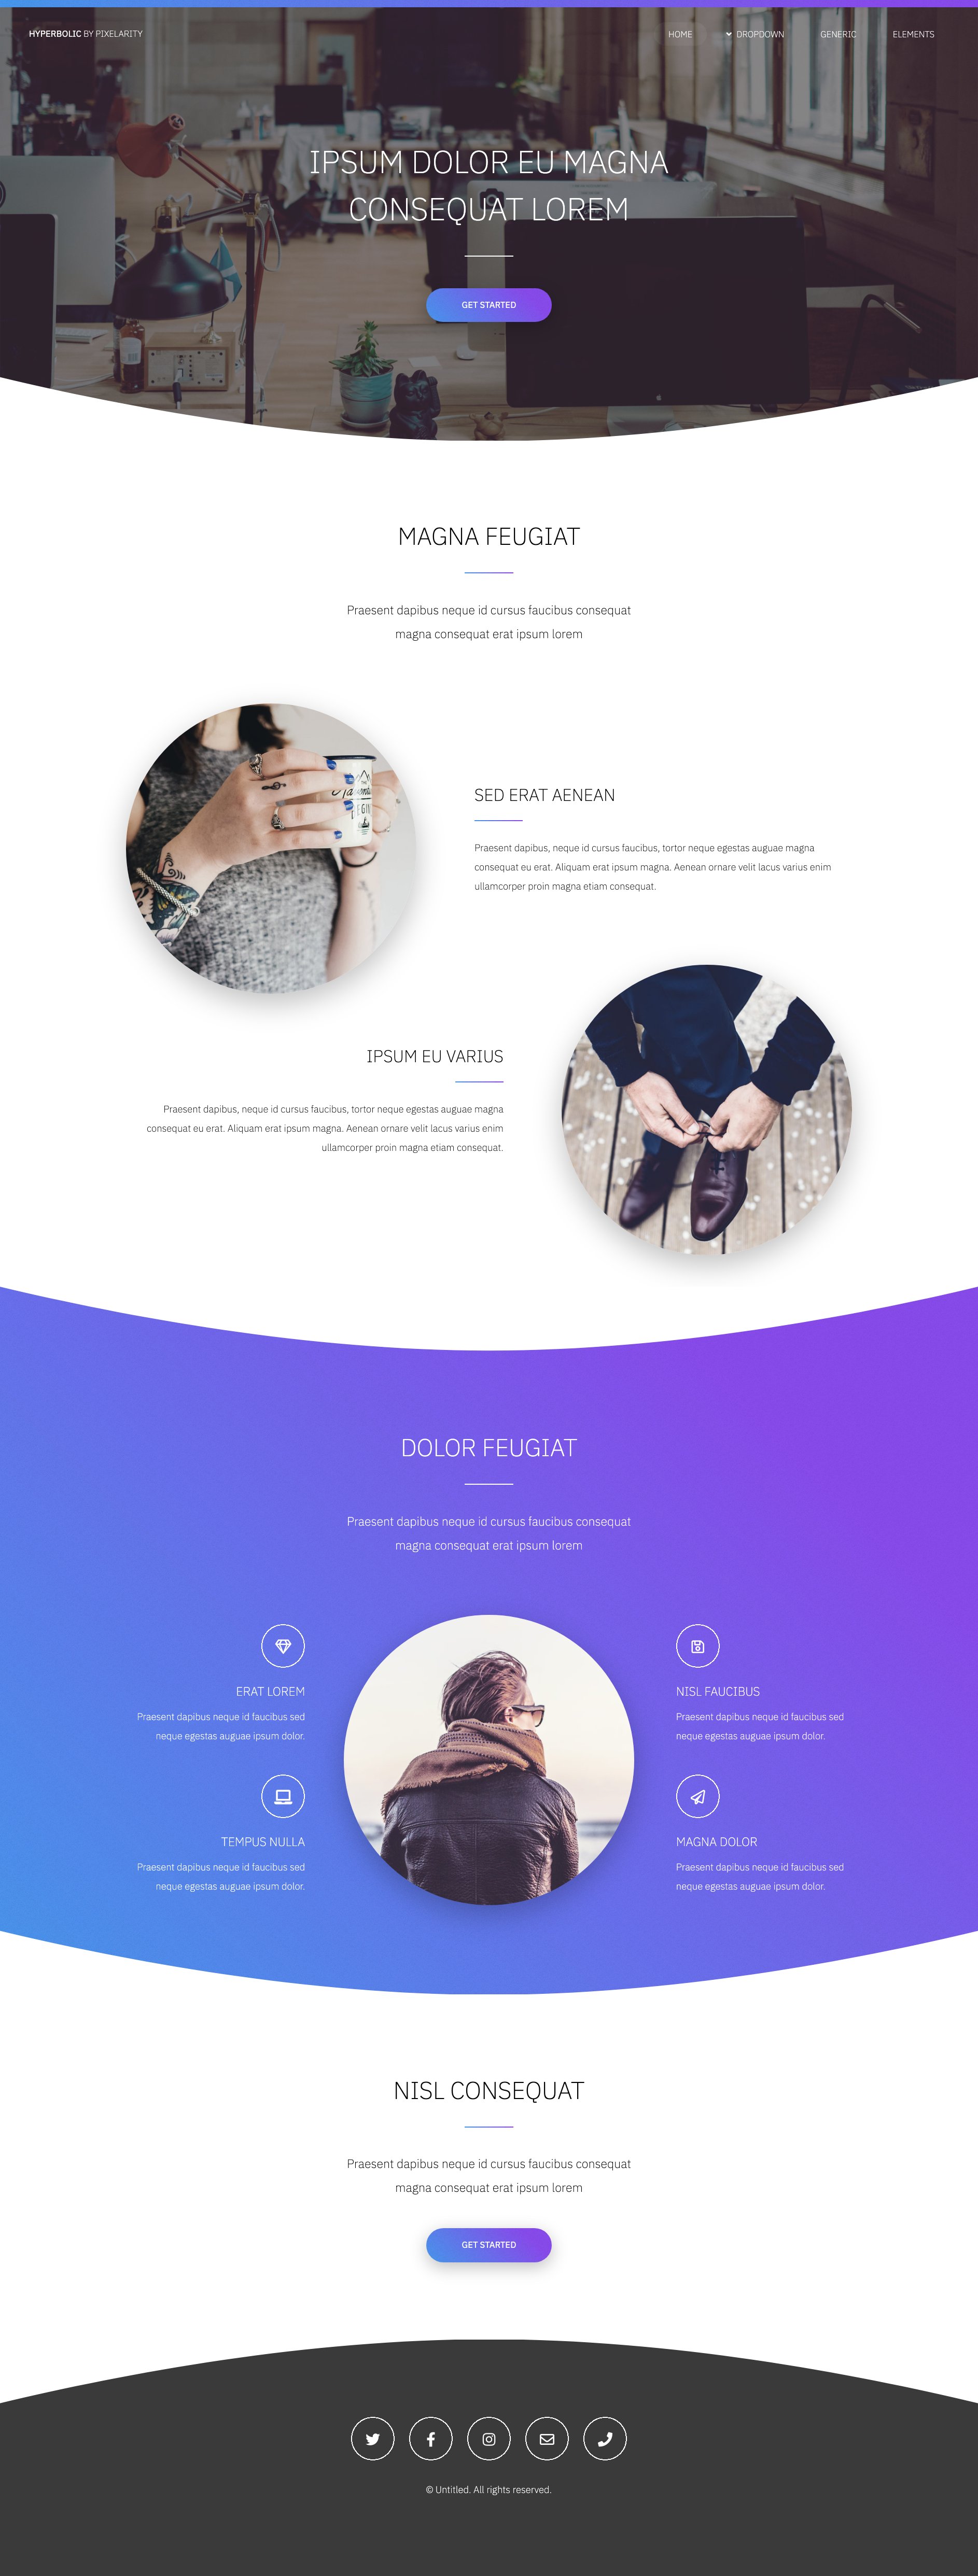 HYPERBOLIC BY PIXELARITY
HOME DROPDOWN GENERIC ELEMENTS
IPSUM DOLOR EU MAGNA
CONSEQUAT LOREM
GET STARTED
MAGNA FEUGIAT
Praesent dapibus neque id cursus faucibus consequat
magna consequat erat ipsum lorem
SED ERAT AENEAN
Praesent dapibus, neque id cursus faucibus, tortor neque egestas auguae magna
consequat eu erat. Aliquam erat ipsum magna. Aenean ornare velit lacus varius enim
ullamcorper proin magna etiam consequat.
IPSUM EU VARIUS
Praesent dapibus, neque id cursus faucibus, tortor neque egestas auguae magna
consequat eu erat. Aliquam erat ipsum magna. Aenean ornare velit lacus varius enim
ullamcorper proin magna etiam consequat.
DOLOR FEUGIAT
Praesent dapibus neque id cursus faucibus consequat
magna consequat erat ipsum lorem
ERAT LOREM
Praesent dapibus neque id faucibus sed
neque egestas auguae ipsum dolor.
TEMPUS NULLA
Praesent dapibus neque id faucibus sed
neque egestas auguae ipsum dolor.
NISL FAUCIBUS
Praesent dapibus neque id faucibus sed
neque egestas auguae ipsum dolor.
MAGNA DOLOR
Praesent dapibus neque id faucibus sed
neque egestas auguae ipsum dolor.
NISL CONSEQUAT
Praesent dapibus neque id cursus faucibus consequat
magna consequat erat ipsum lorem
GET STARTED
© Untitled. All rights reserved.